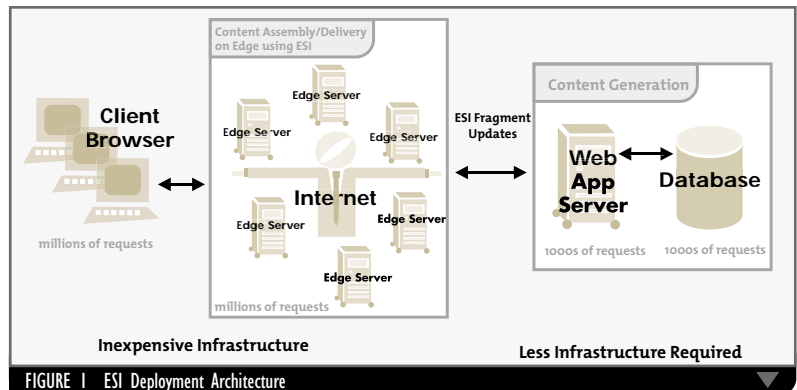 Content Assembly/Delivery
on Edge using ESI
Client
Browser
millions of requests
Edge Server
Edge Server
Edge Server
Internet
Edge Server
Edge Server
Edge Server
millions of requests
ESI Fragment
Updates
Content Generation
Web
App
Server
Database
1000s of requests
1000s of requests
Inexpensive Infrastructure
Less Infrastructure Required
FIGURE 1 ESI Deployment Architecture